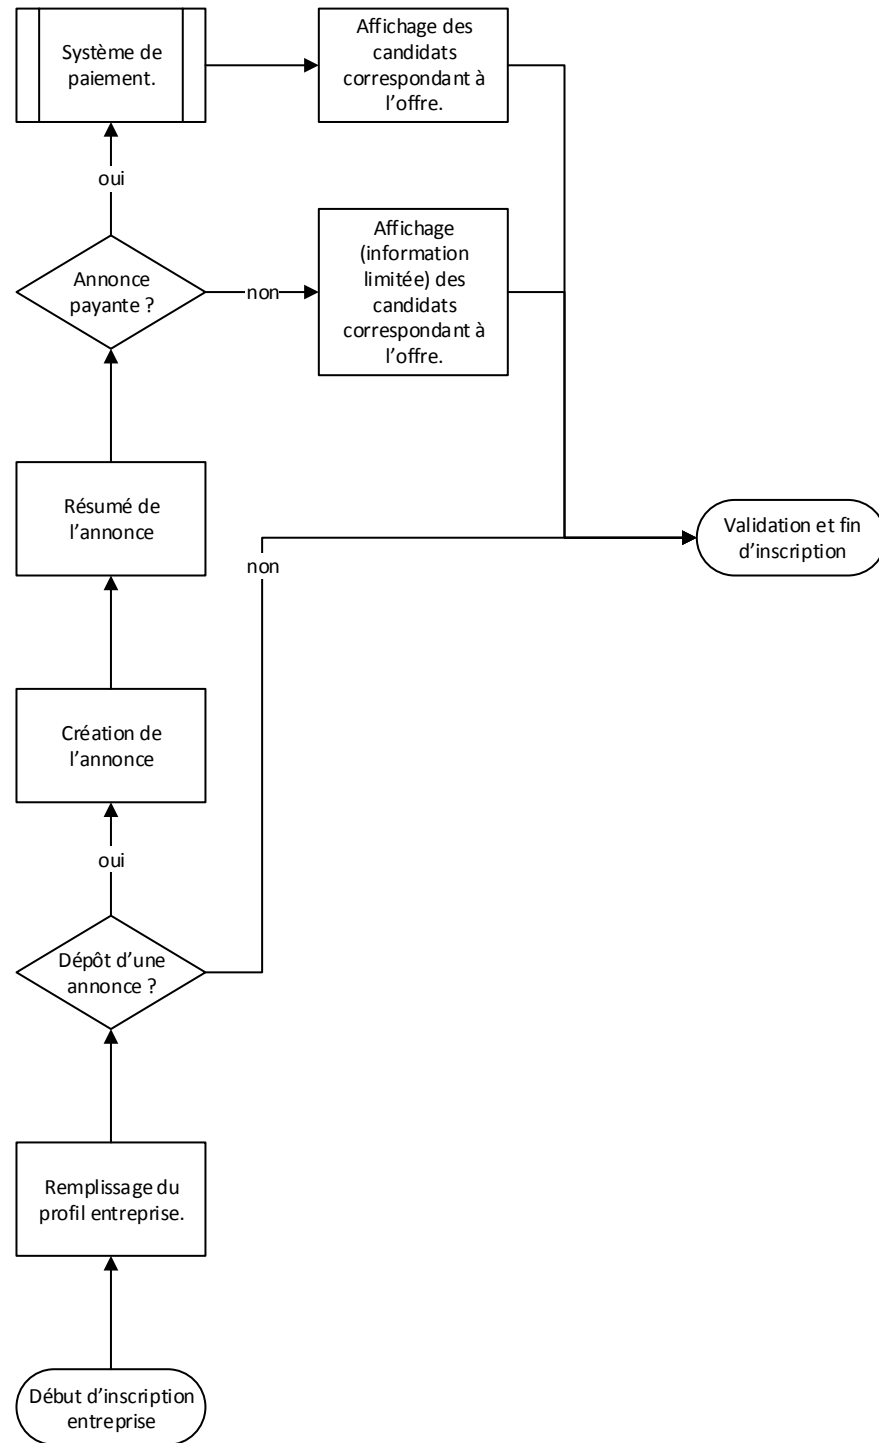 Système de
paiement.
Affichage des
candidats
correspondant à
l’offre.
oui
Annonce
payante ?
non
Affichage
(information
limitée) des
candidats
correspondant à
l’offre.
Résumé de
l’annonce
Validation et fin
d’inscription
non
Création de
l’annonce
oui
Dépôt d’une
annonce ?
Remplissage du
profil entreprise.
Début d’inscription
entreprise